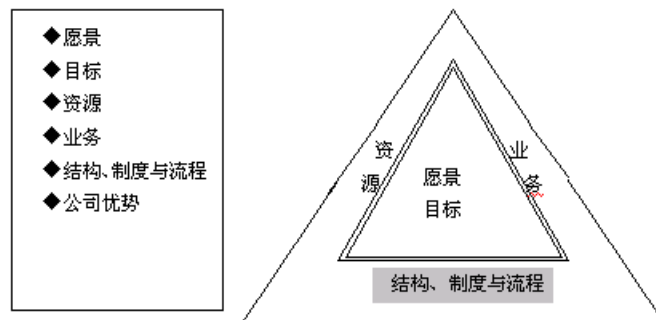 ◆愿景
◆目标
◆资源
◆业务
◆结构、制度与流程
◆公司优势
资源
业务
愿景
目标
结构、制度与流程